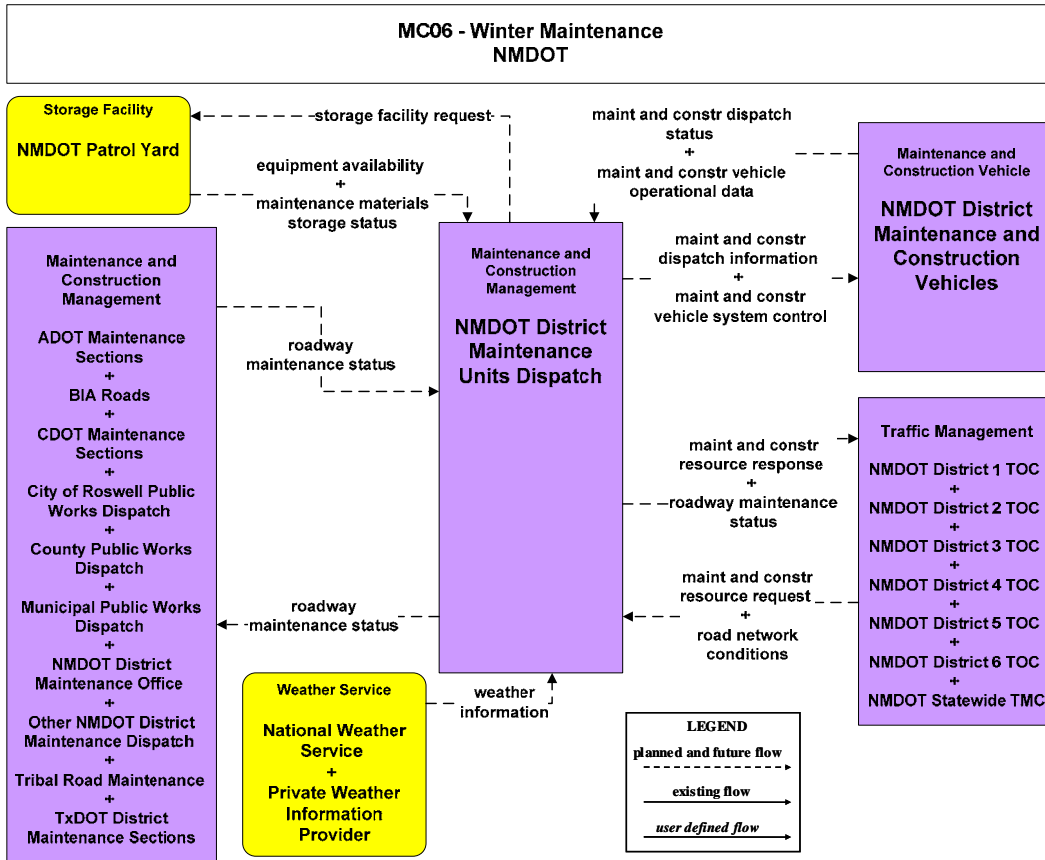 MC06 - Winter Maintenance
NMDOT
Storage Facility
NMDOT Patrol Yard
storage facility request
equipment availability
+
maintenance materials
storage status
maint and constr dispatch
status
+
maint and constr vehicle
operational data
Maintenance and
Construction Vehicle
NMDOT District
Maintenance and
Construction
Vehicles
Maintenance and
Construction
Management
ADOT Maintenance
Sections
+
BIA Roads
+
CDOT Maintenance
Sections
+
City of Roswell Public
Works Dispatch
+
County Public Works
Dispatch
+
Municipal Public Works
Dispatch
+
NMDOT District
Maintenance Office
+
Other NMDOT District
Maintenance Dispatch
+
Tribal Road Maintenance
+
TxDOT District
Maintenance Sections
roadway
maintenance status
roadway
maintenance status
Maintenance and
Construction
Management
NMDOT District
Maintenance
Units Dispatch
maint and constr
dispatch information
+
maint and constr
vehicle system control
maint and constr
resource response
+
roadway maintenance
status
maint and constr
resource request
+
road network
conditions
Traffic Management
NMDOT District 1 TOC
+
NMDOT District 2 TOC
+
NMDOT District 3 TOC
+
NMDOT District 4 TOC
+
NMDOT District 5 TOC
+
NMDOT District 6 TOC
+
NMDOT Statewide TMC
Weather Service
National Weather
Service
+
Private Weather
Information
Provider
weather
information
LEGEND
planned and future flow
existing flow
user defined flow